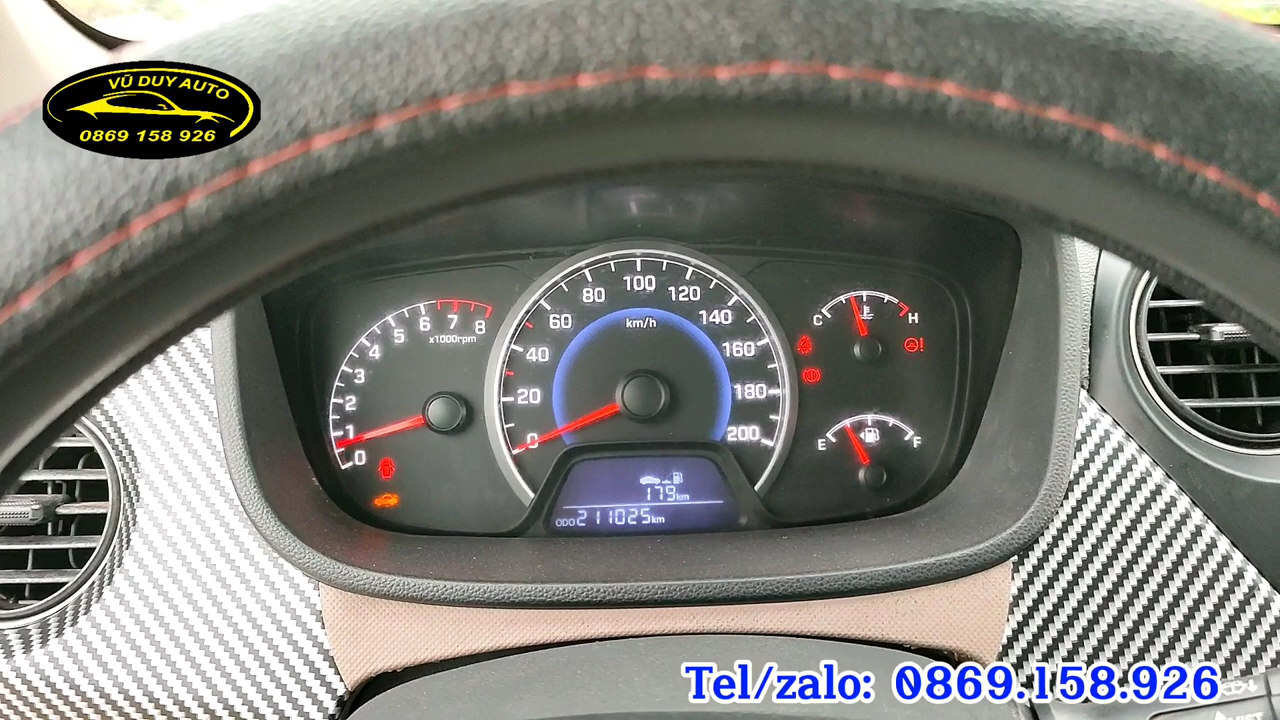 VŨ DUY AUTO
0869 158 926
0
1
2
3
4
5
6
7
8
x1000rpm
0
20
40
60
80
100
120
140
160
180
200
km/h
C
H
E
F
179km
ODO 211025km
Tel/zalo: 0869.158.926